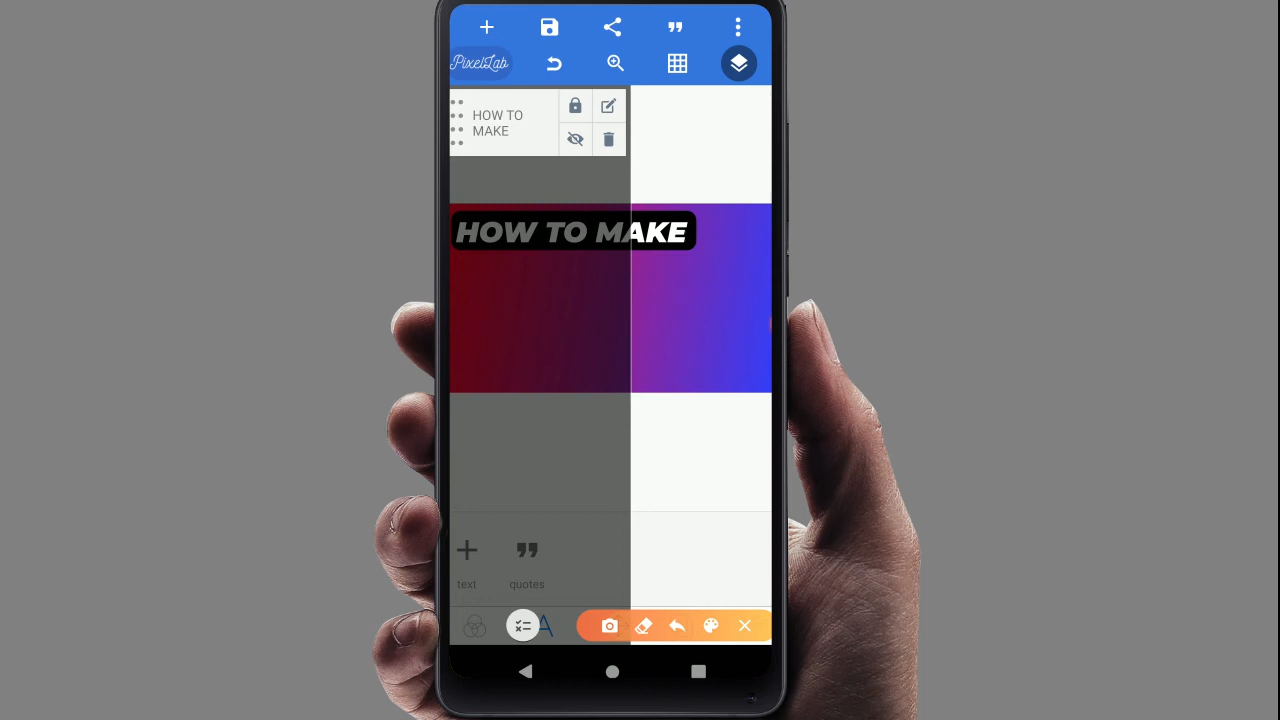 PixelLab
HOW TO
MAKE
HOW TO MAKE
text
quotes